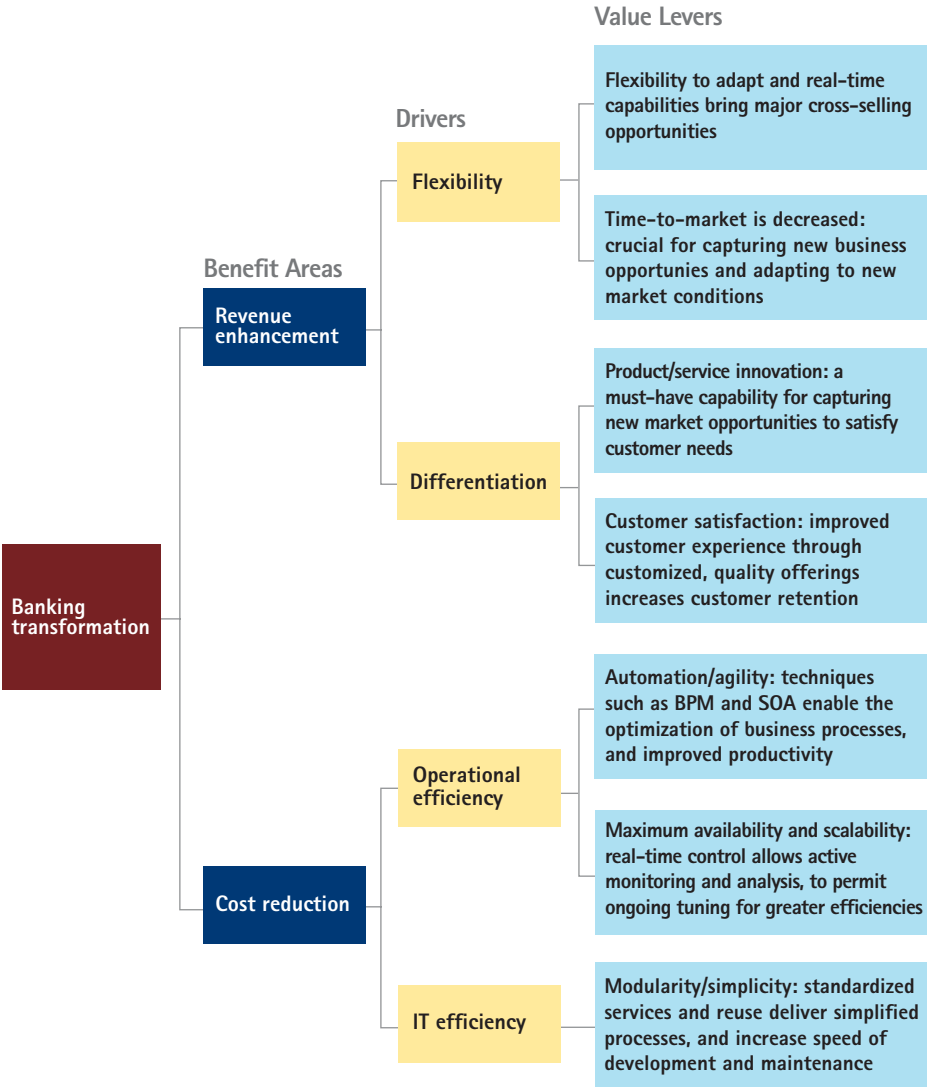 Value Levers
Flexibility to adapt and real-time
capabilities bring major cross-selling
opportunities
Drivers
Flexibility
Time-to-market is decreased:
crucial for capturing new business
opportunies and adapting to new
market conditions
Benefit Areas
Revenue
enhancement
Product/service innovation: a
must-have capability for capturing
new market opportunities to satisfy
customer needs
Differentiation
Customer satisfaction: improved
customer experience through
customized, quality offerings
increases customer retention
Banking
transformation
Automation/agility: techniques
such as BPM and SOA enable the
optimization of business processes,
and improved productivity
Operational
efficiency
Maximum availability and scalability:
real-time control allows active
monitoring and analysis, to permit
ongoing tuning for greater efficiencies
Cost reduction
Modularity/simplicity: standardized
services and reuse deliver simplified
processes, and increase speed of
development and maintenance
IT efficiency